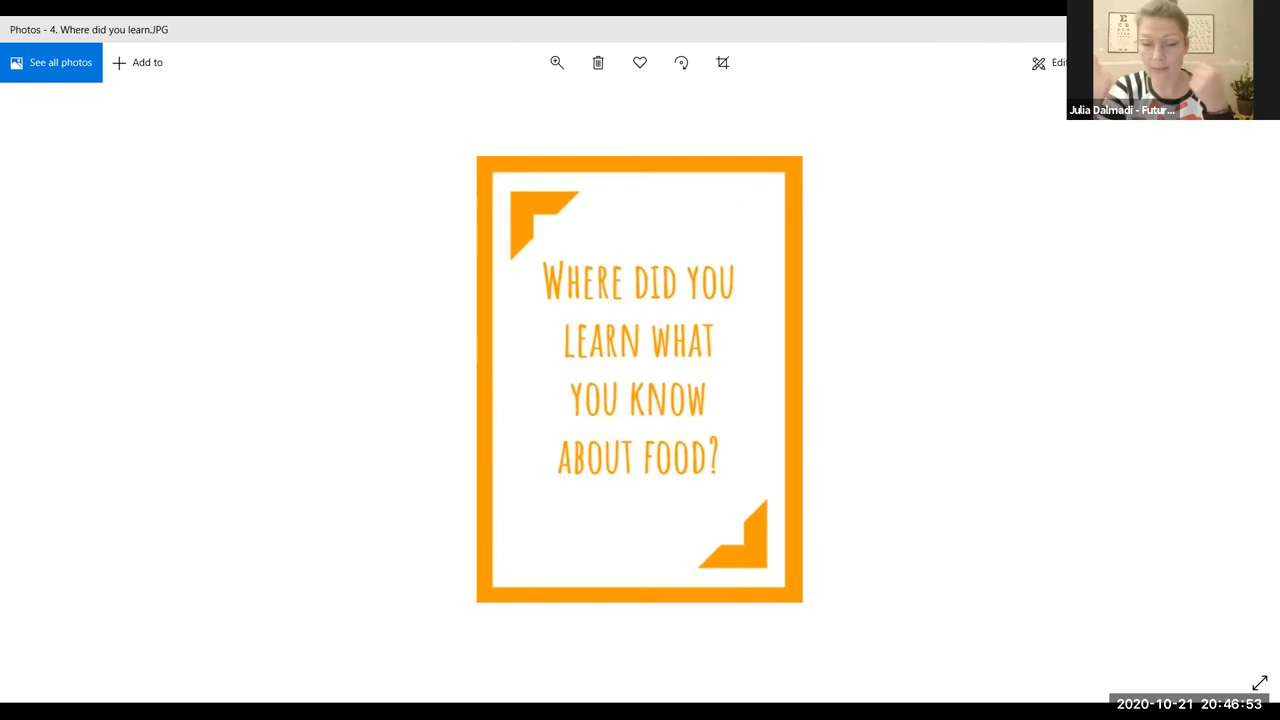 Photos - 4. Where did you learn.JPG
See all photos
Add to
Edit
Julia Dalmadi - Futur...
WHERE DID YOU
LEARN WHAT
YOU KNOW
ABOUT FOOD?
2020-10-21 20:46:53